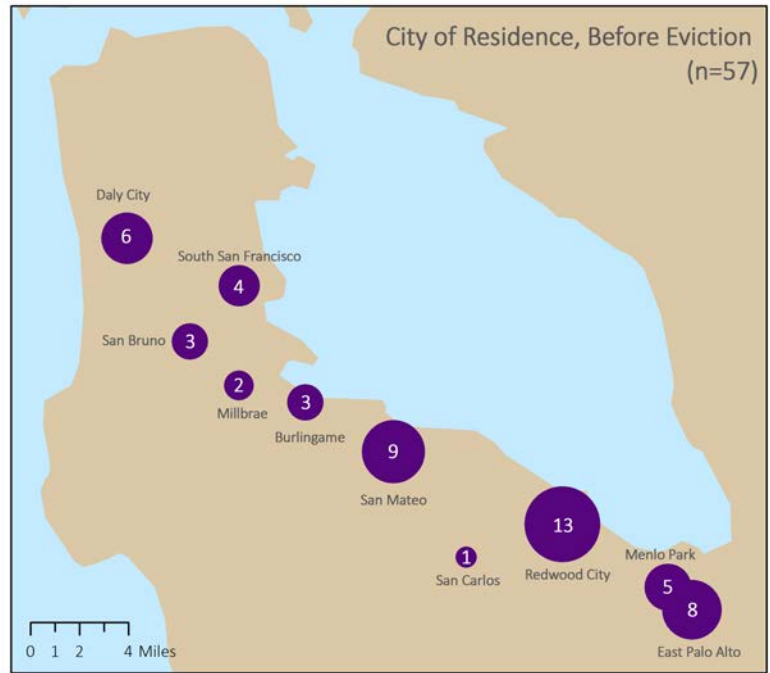 City of Residence, Before Eviction
(n=57)
Daly City
6
South San Francisco
4
San Bruno
3
2
Millbrae
3
Burlingame
9
San Mateo
13
Redwood City
1
San Carlos
Menlo Park
5
8
East Palo Alto
0 1 2 4 Miles